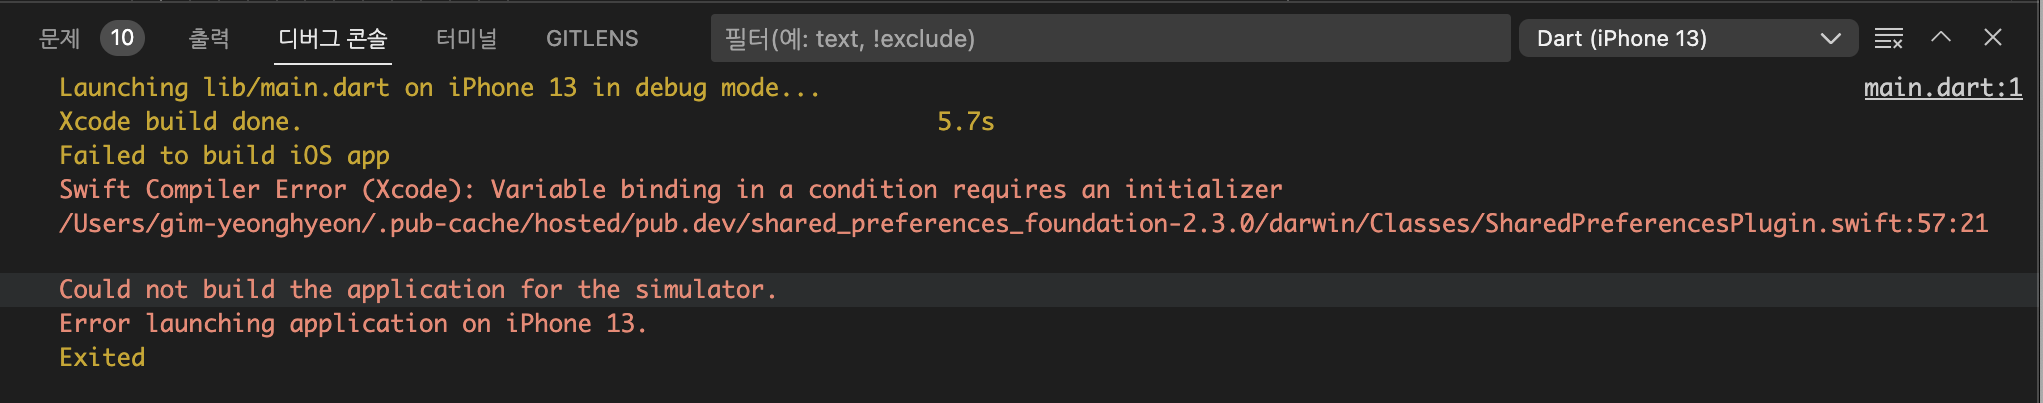 문제 10 출력 디버그 콘솔 터미널 GITLENS 필터(예: text, !exclude) Dart (iPhone 13)
Launching lib/main.dart on iPhone 13 in debug mode... main.dart:1
Xcode build done. 5.7s
Failed to build iOS app
Swift Compiler Error (Xcode): Variable binding in a condition requires an initializer
/Users/gim-yeonghyeon/.pub-cache/hosted/pub.dev/shared_preferences_foundation-2.3.0/darwin/Classes/SharedPreferencesPlugin.swift:57:21
Could not build the application for the simulator.
Error launching application on iPhone 13.
Exited